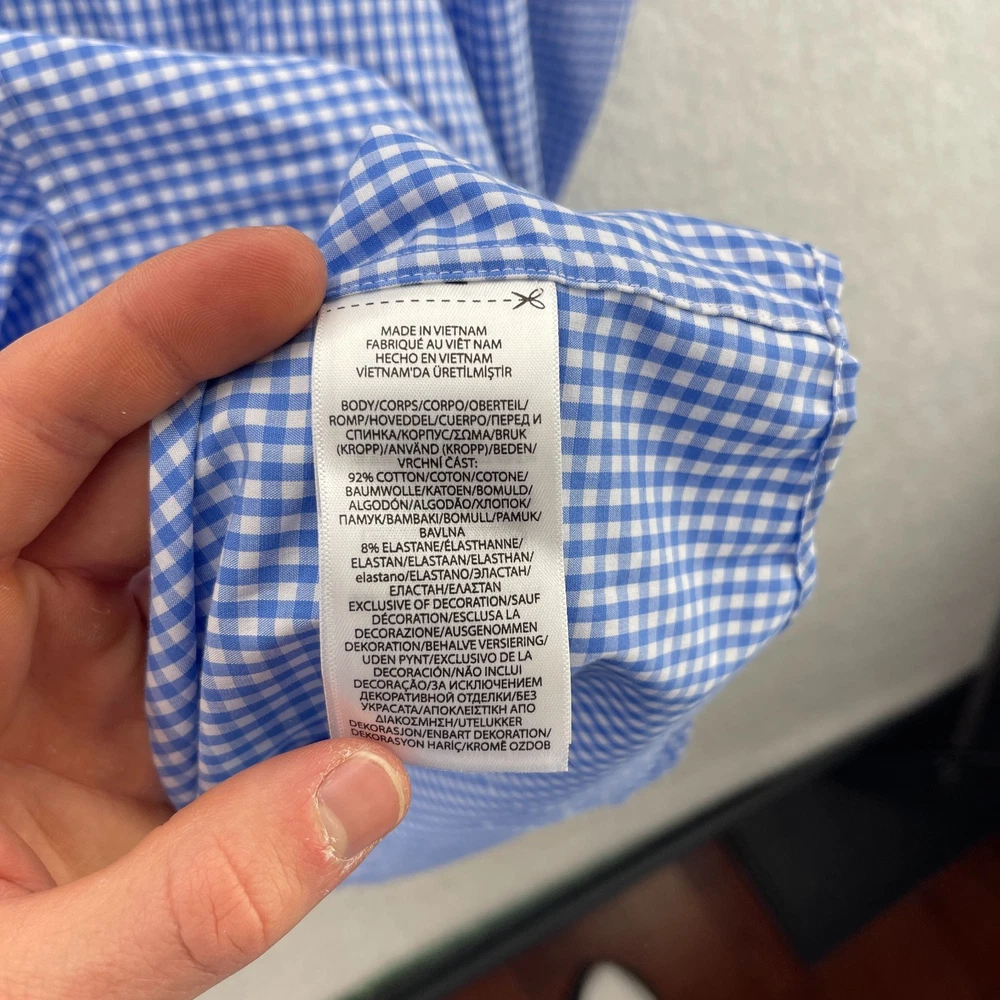 MADE IN VIETNAM
FABRIQUÉ AU VIÊT NAM
HECHO EN VIETNAM
VİETNAM'DA ÜRETİLMİŞTİR
BODY/CORPS/CORPO/OBERTEIL/
ROMP/HOVEDDEL/CUERPO/ПЕРЕД И
СПИНКА/КОРПУС/ΣΩΜΑ/BRUK
(KROPP)/ANVÄND (KROPP)/BEDEN/
VRCHNÍ ČÁST:
92% COTTON/COTON/COTONE/
BAUMWOLLE/KATOEN/BOMULD/
ALGODÓN/ALGODÃO/ХЛОПОК/
ПАМУК/ΒΑΜΒΑΚΙ/BOMULL/PAMUK/
BAVLNA
8% ELASTANE/ÉLASTHANNE/
ELASTAN/ELASTAAN/ELASTHAN/
elastano/ELASTANO/ЭЛАСТАН/
ЕЛАСТАН/ΕΛΑΣΤΑΝ
EXCLUSIVE OF DECORATION/SAUF
DÉCORATION/ESCLUSA LA
DECORAZIONE/AUSGENOMMEN
DEKORATION/BEHALVE VERSIERING/
UDEN PYNT/EXCLUSIVO DE LA
DECORACIÓN/NÃO INCLUI
DECORAÇÃO/ЗА ИСКЛЮЧЕНИЕМ
ДЕКОРАТИВНОЙ ОТДЕЛКИ/БЕЗ
УКРАСАТА/ΑΠΟΚΛΕΙΣΤΙΚΗ ΑΠΟ
ΔΙΑΚΟΣΜΗΣΗ/UTELUKKER
DEKORASJON/ENBART DEKORATION/
DEKORASYON HARİÇ/KROMĚ OZDOB